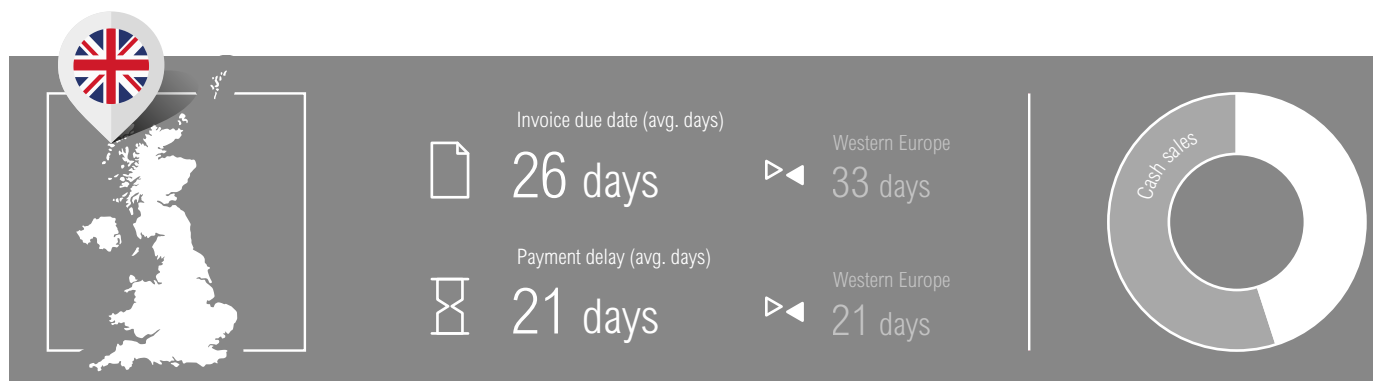 Invoice due date (avg. days)
26 days
Western Europe
33 days
Payment delay (avg. days)
21 days
Western Europe
21 days
Cash sales